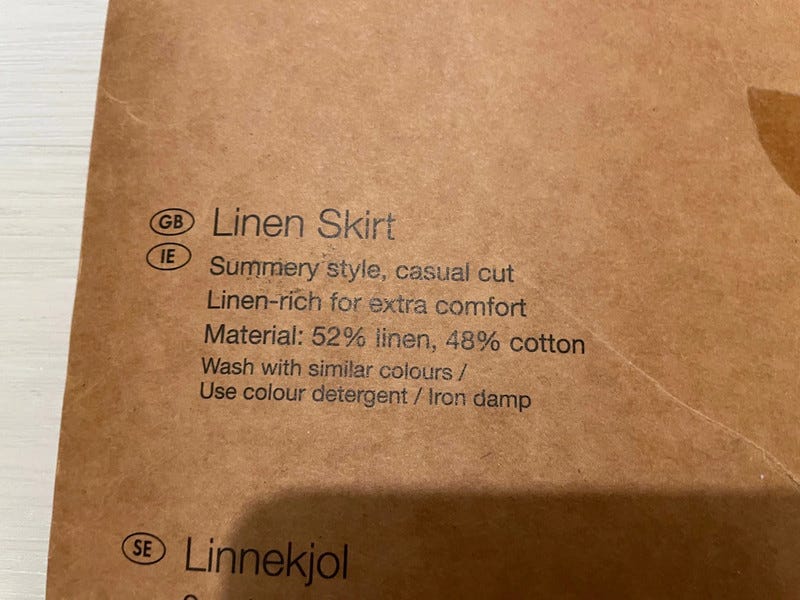 GB Linen Skirt
IE
Summery style, casual cut
Linen-rich for extra comfort
Material: 52% linen, 48% cotton
Wash with similar colours /
Use colour detergent / Iron damp
SE Linnekjol